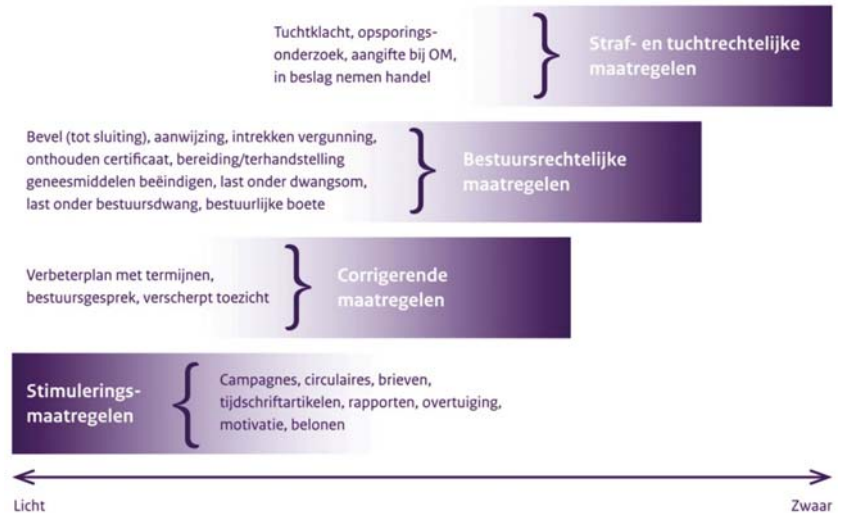 Tuchtklacht, opsporings-
onderzoek, aangifte bij OM,
in beslag nemen handel
Straf- en tuchtrechtelijke
maatregelen
Bevel (tot sluiting), aanwijzing, intrekken vergunning,
onthouden certificaat, bereiding/terhandstelling
geneesmiddelen beëindigen, last onder dwangsom,
last onder bestuursdwang, bestuurlijke boete
Bestuursrechtelijke
maatregelen
Verbeterplan met termijnen,
bestuursgesprek, verscherpt toezicht
Corrigerende
maatregelen
Stimulerings-
maatregelen
Campagnes, circulaires, brieven,
tijdschriftartikelen, rapporten, overtuiging,
motivatie, belonen
Licht
Zwaar